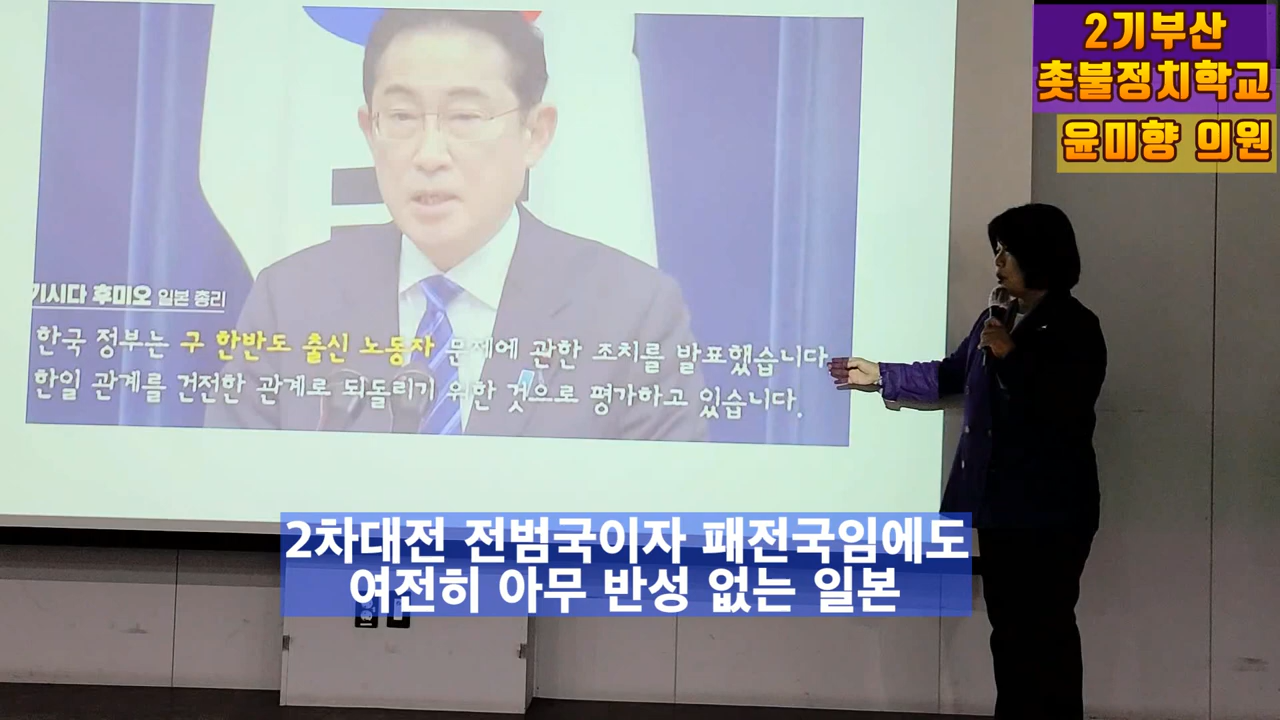 2기부산
촛불정치학교
윤미향 의원
기시다 후미오 일본 총리
한국 정부는 구 한반도 출신 노동자 문제에 관한 조치를 발표했습니다.
한일 관계를 건전한 관계로 되돌리기 위한 것으로 평가하고 있습니다.
2차대전 전범국이자 패전국임에도
여전히 아무 반성 없는 일본